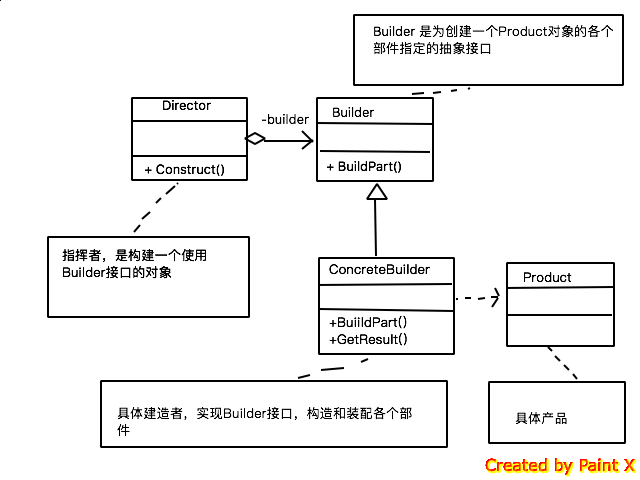 Builder 是为创建一个Product对象的各个
部件指定的抽象接口
Director
-builder
Builder
+ Construct()
+ BuildPart()
指挥者，是构建一个使用
Builder接口的对象
ConcreteBuilder
Product
+BuiildPart()
+GetResult()
具体建造者，实现Builder接口，构造和装配各个部
件
具体产品
Created by Paint X